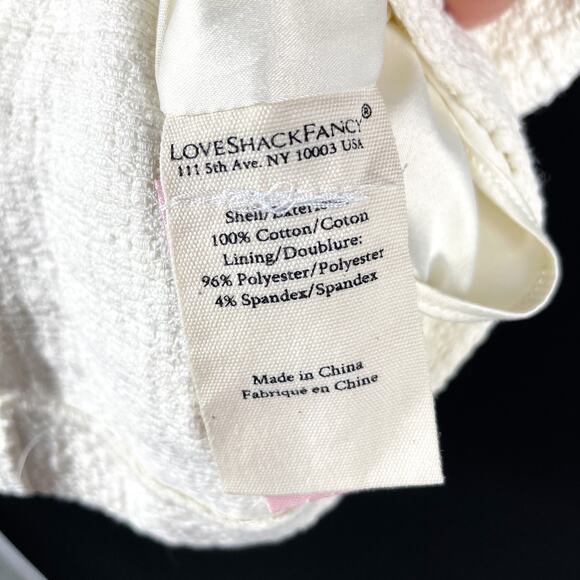 LOVESHACKFANCY®
111 5th Ave. NY 10003 USA
Shell/Exterieur
100% Cotton/Coton
Lining/Doublure:
96% Polyester/Polyester
4% Spandex/Spandex
Made in China
Fabriqué en Chine